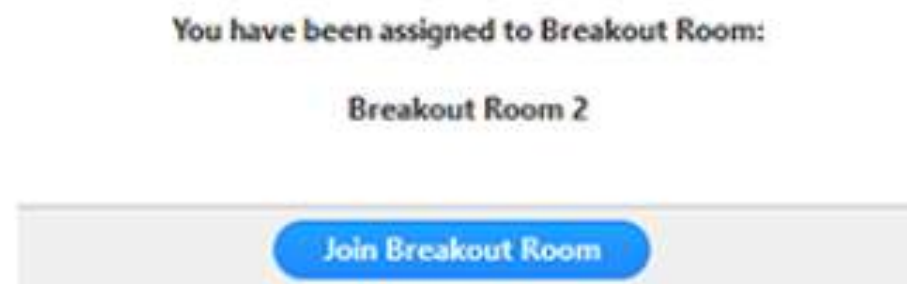 You have been assigned to Breakout Room:
Breakout Room 2
Join Breakout Room